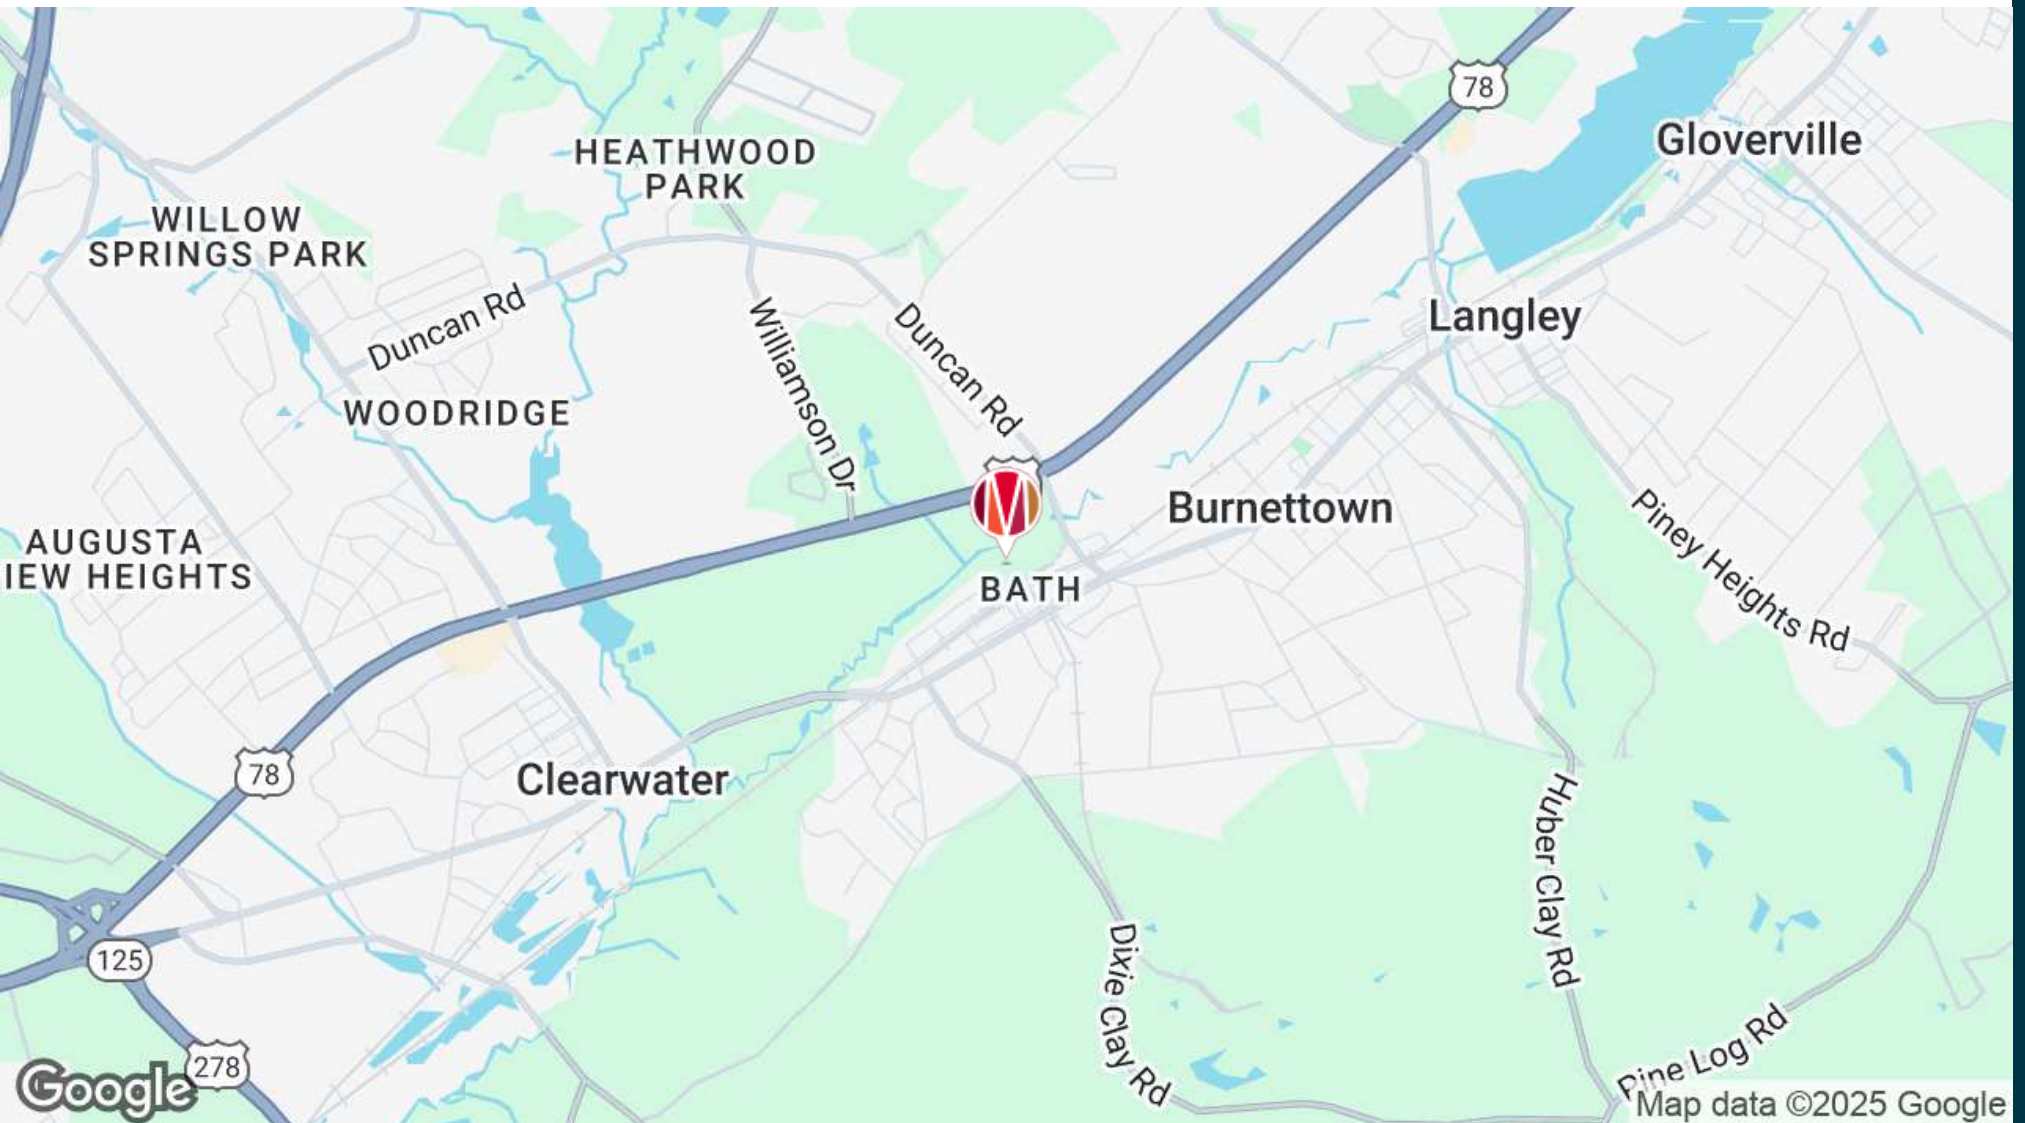 78
Gloverville
HEATHWOOD
PARK
WILLOW
SPRINGS PARK
Duncan Rd
Williamson Dr
Duncan Rd
Langley
WOODRIDGE
M
Burnettown
Piney Heights Rd
AUGUSTA
IEW HEIGHTS
BATH
78
Clearwater
Huber Clay Rd
125
Dixie Clay Rd
278
Pine Log Rd
Google
Map data ©2025 Google